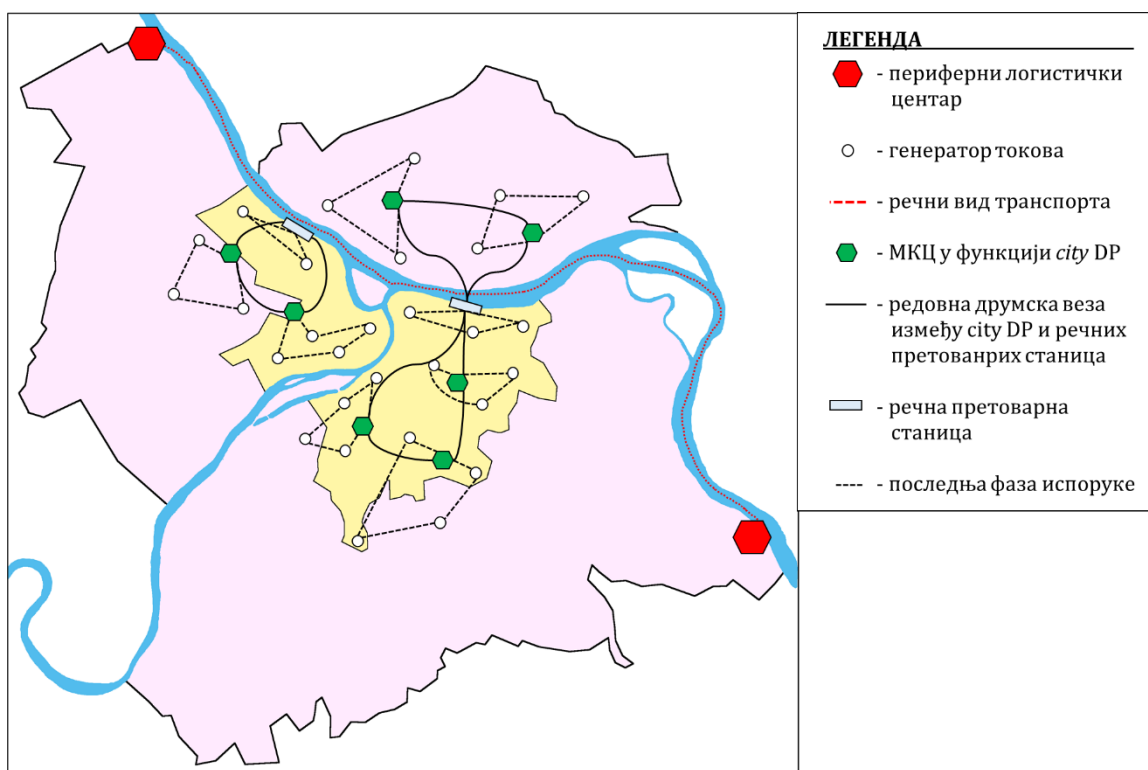 ЛЕГЕНДА
- периферни логистички
центар
- генератор токова
- речни вид транспорта
- МКЦ у функцији city DP
- редовна друмска веза
између city DP и речних
претованрих станица
- речна претоварна
станица
- последња фаза испоруке